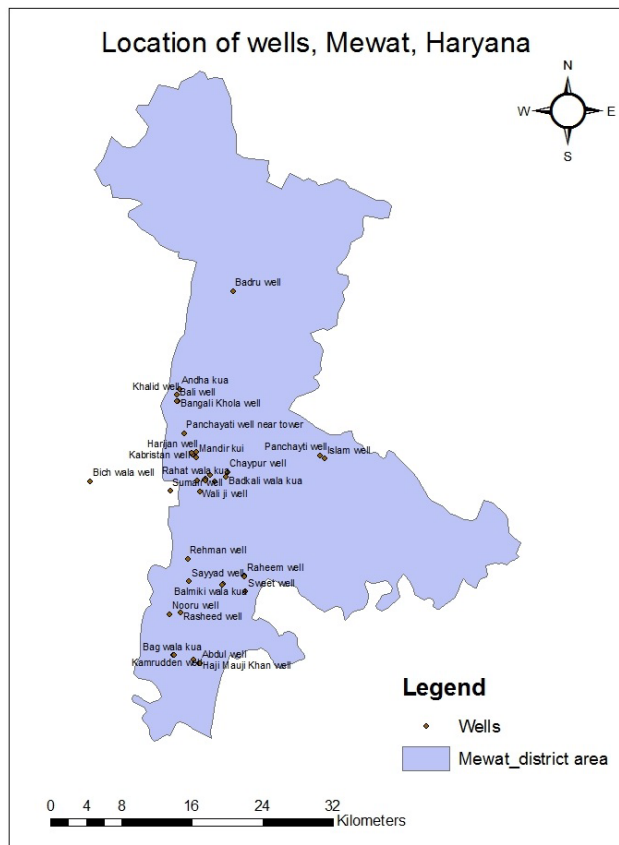 Location of wells, Mewat, Haryana
N
W
E
S
Badru well
Andha kua
Khalid well
Bali well
Bangali Khola well
Panchayati well near tower
Harijan well
Mandir kui
Kabristan well
Panchayti well
Islam well
Chaypur well
Rahat wala kua
Bich wala well
Suman well
Badkali wala kua
Wali ji well
Rehman well
Raheem well
Sayyad well
Sweet well
Balmiki wala kua
Nooru well
Rasheed well
Bag wala kua
Abdul well
Kamrudden well
Haji Mauji Khan well
Legend
Wells
Mewat_district area
0 4 8 16 24 32
Kilometers